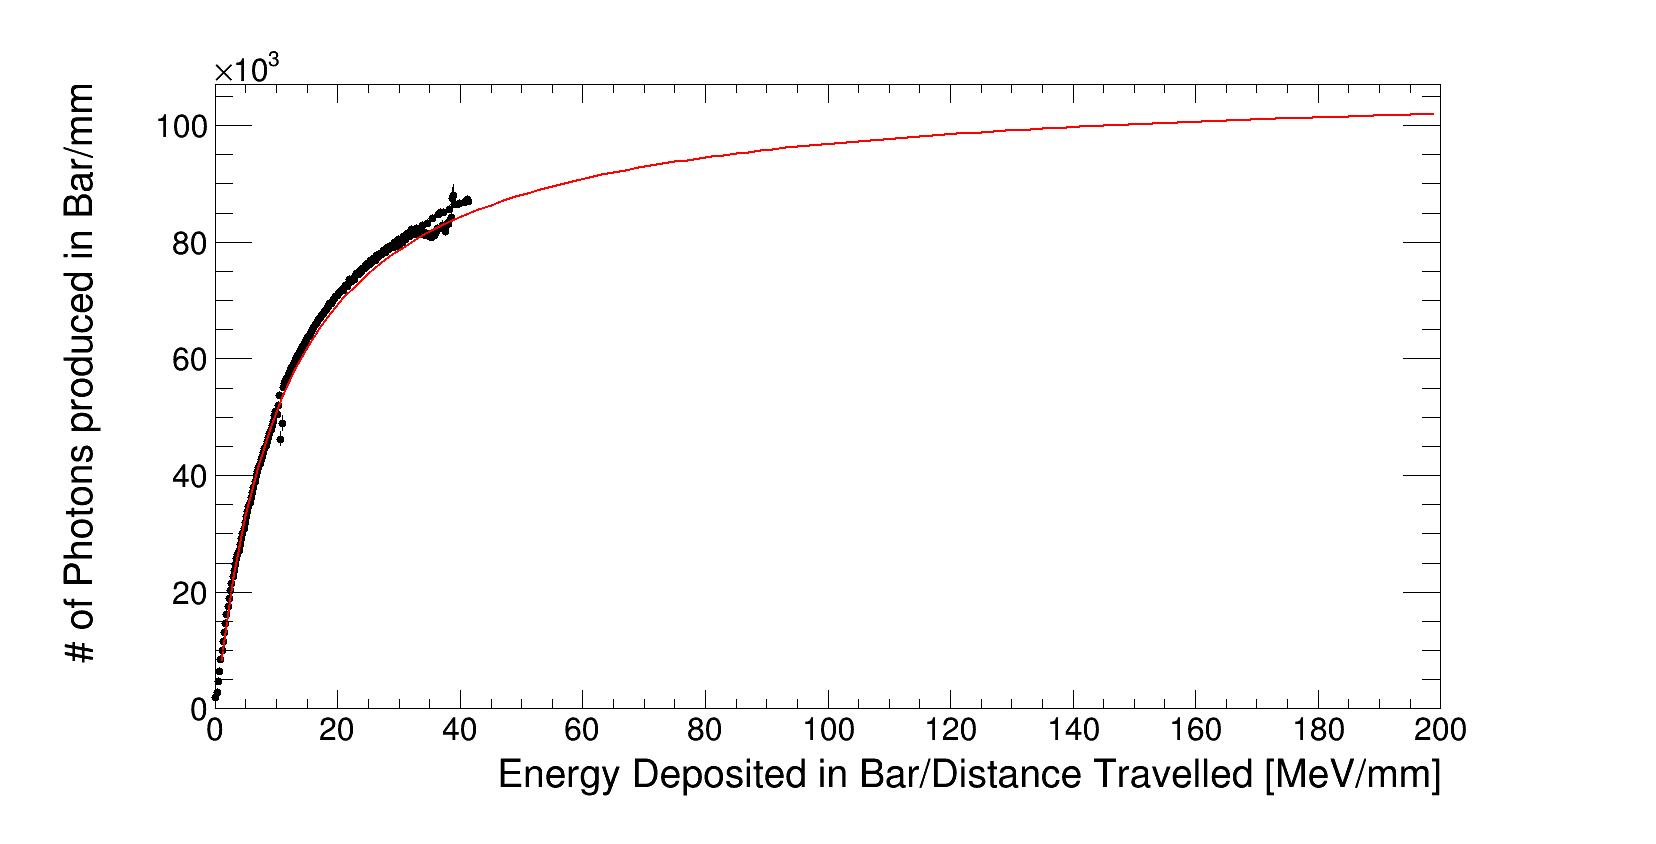 ×10³
# of Photons produced in Bar/mm
100
80
60
40
20
0
0 20 40 60 80 100 120 140 160 180 200
Energy Deposited in Bar/Distance Travelled [MeV/mm]